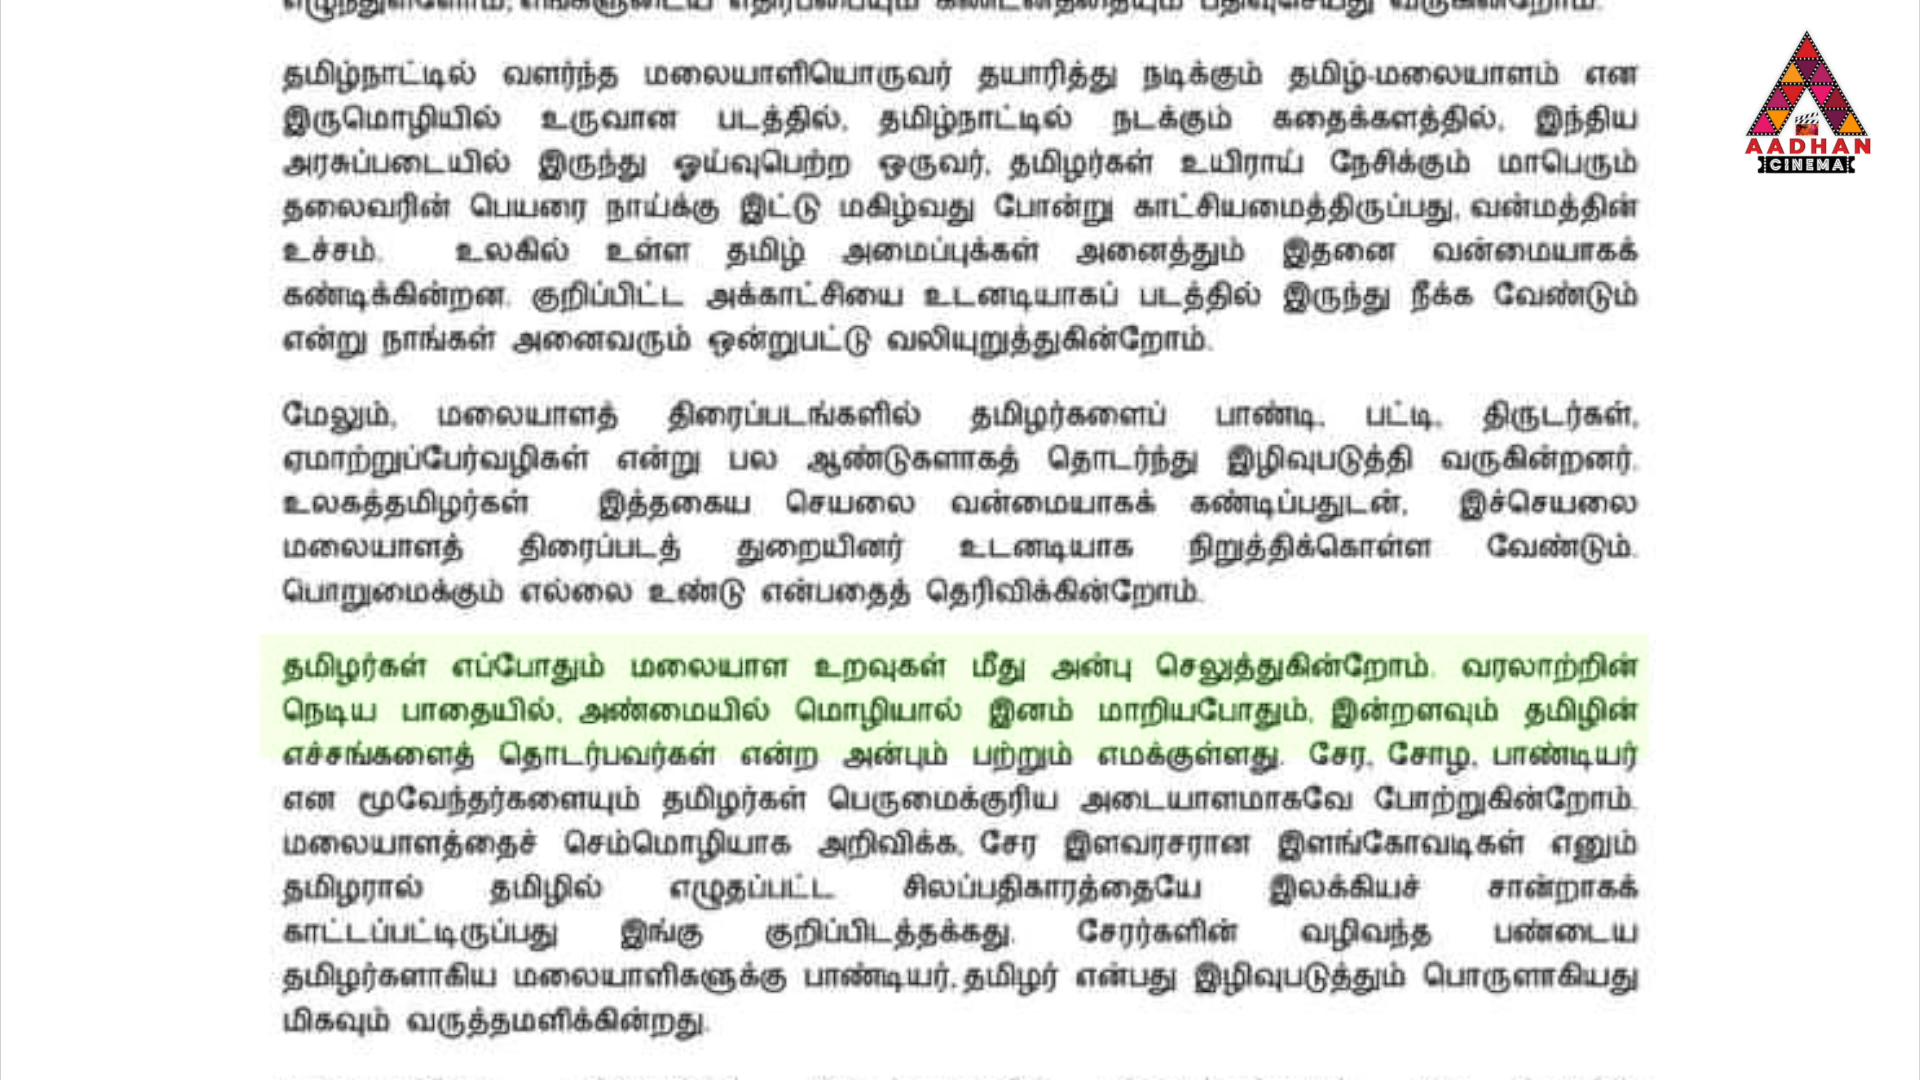 எழுந்துள்ளோம்; எங்களுடைய எதிர்ப்பையும் கண்டனத்தையும் பதிவுசெய்து வருகின்றோம்.
தமிழ்நாட்டில் வளர்ந்த மலையாளியொருவர் தயாரித்து நடிக்கும் தமிழ்-மலையாளம் என
இருமொழியில் உருவான படத்தில், தமிழ்நாட்டில் நடக்கும் கதைக்களத்தில், இந்திய
அரசுப்படையில் இருந்து ஓய்வுபெற்ற ஒருவர், தமிழர்கள் உயிராய் நேசிக்கும் மாபெரும்
தலைவரின் பெயரை நாய்க்கு இட்டு மகிழ்வது போன்று காட்சியமைத்திருப்பது, வன்மத்தின்
உச்சம். உலகில் உள்ள தமிழ் அமைப்புக்கள் அனைத்தும் இதனை வன்மையாகக்
கண்டிக்கின்றன. குறிப்பிட்ட அக்காட்சியை உடனடியாகப் படத்தில் இருந்து நீக்க வேண்டும்
என்று நாங்கள் அனைவரும் ஒன்றுபட்டு வலியுறுத்துகின்றோம்.
மேலும், மலையாளத் திரைப்படங்களில் தமிழர்களைப் பாண்டி, பட்டி, திருடர்கள்,
ஏமாற்றுப்பேர்வழிகள் என்று பல ஆண்டுகளாகத் தொடர்ந்து இழிவுபடுத்தி வருகின்றனர்.
உலகத்தமிழர்கள் இத்தகைய செயலை வன்மையாகக் கண்டிப்பதுடன், இச்செயலை
மலையாளத் திரைப்படத் துறையினர் உடனடியாக நிறுத்திக்கொள்ள வேண்டும்.
பொறுமைக்கும் எல்லை உண்டு என்பதைத் தெரிவிக்கின்றோம்.
தமிழர்கள் எப்போதும் மலையாள உறவுகள் மீது அன்பு செலுத்துகின்றோம். வரலாற்றின்
நெடிய பாதையில், அண்மையில் மொழியால் இனம் மாறியபோதும், இன்றளவும் தமிழின்
எச்சங்களைத் தொடர்பவர்கள் என்ற அன்பும் பற்றும் எமக்குள்ளது. சேர, சோழ, பாண்டியர்
என மூவேந்தர்களையும் தமிழர்கள் பெருமைக்குரிய அடையாளமாகவே போற்றுகின்றோம்.
மலையாளத்தைச் செம்மொழியாக அறிவிக்க, சேர இளவரசரான இளங்கோவடிகள் எனும்
தமிழரால் தமிழில் எழுதப்பட்ட சிலப்பதிகாரத்தையே இலக்கியச் சான்றாகக்
காட்டப்பட்டிருப்பது இங்கு குறிப்பிடத்தக்கது. சேரர்களின் வழிவந்த பண்டைய
தமிழர்களாகிய மலையாளிகளுக்கு பாண்டியர், தமிழர் என்பது இழிவுபடுத்தும் பொருளாகியது
மிகவும் வருத்தமளிக்கின்றது.
AADHAN
CINEMA